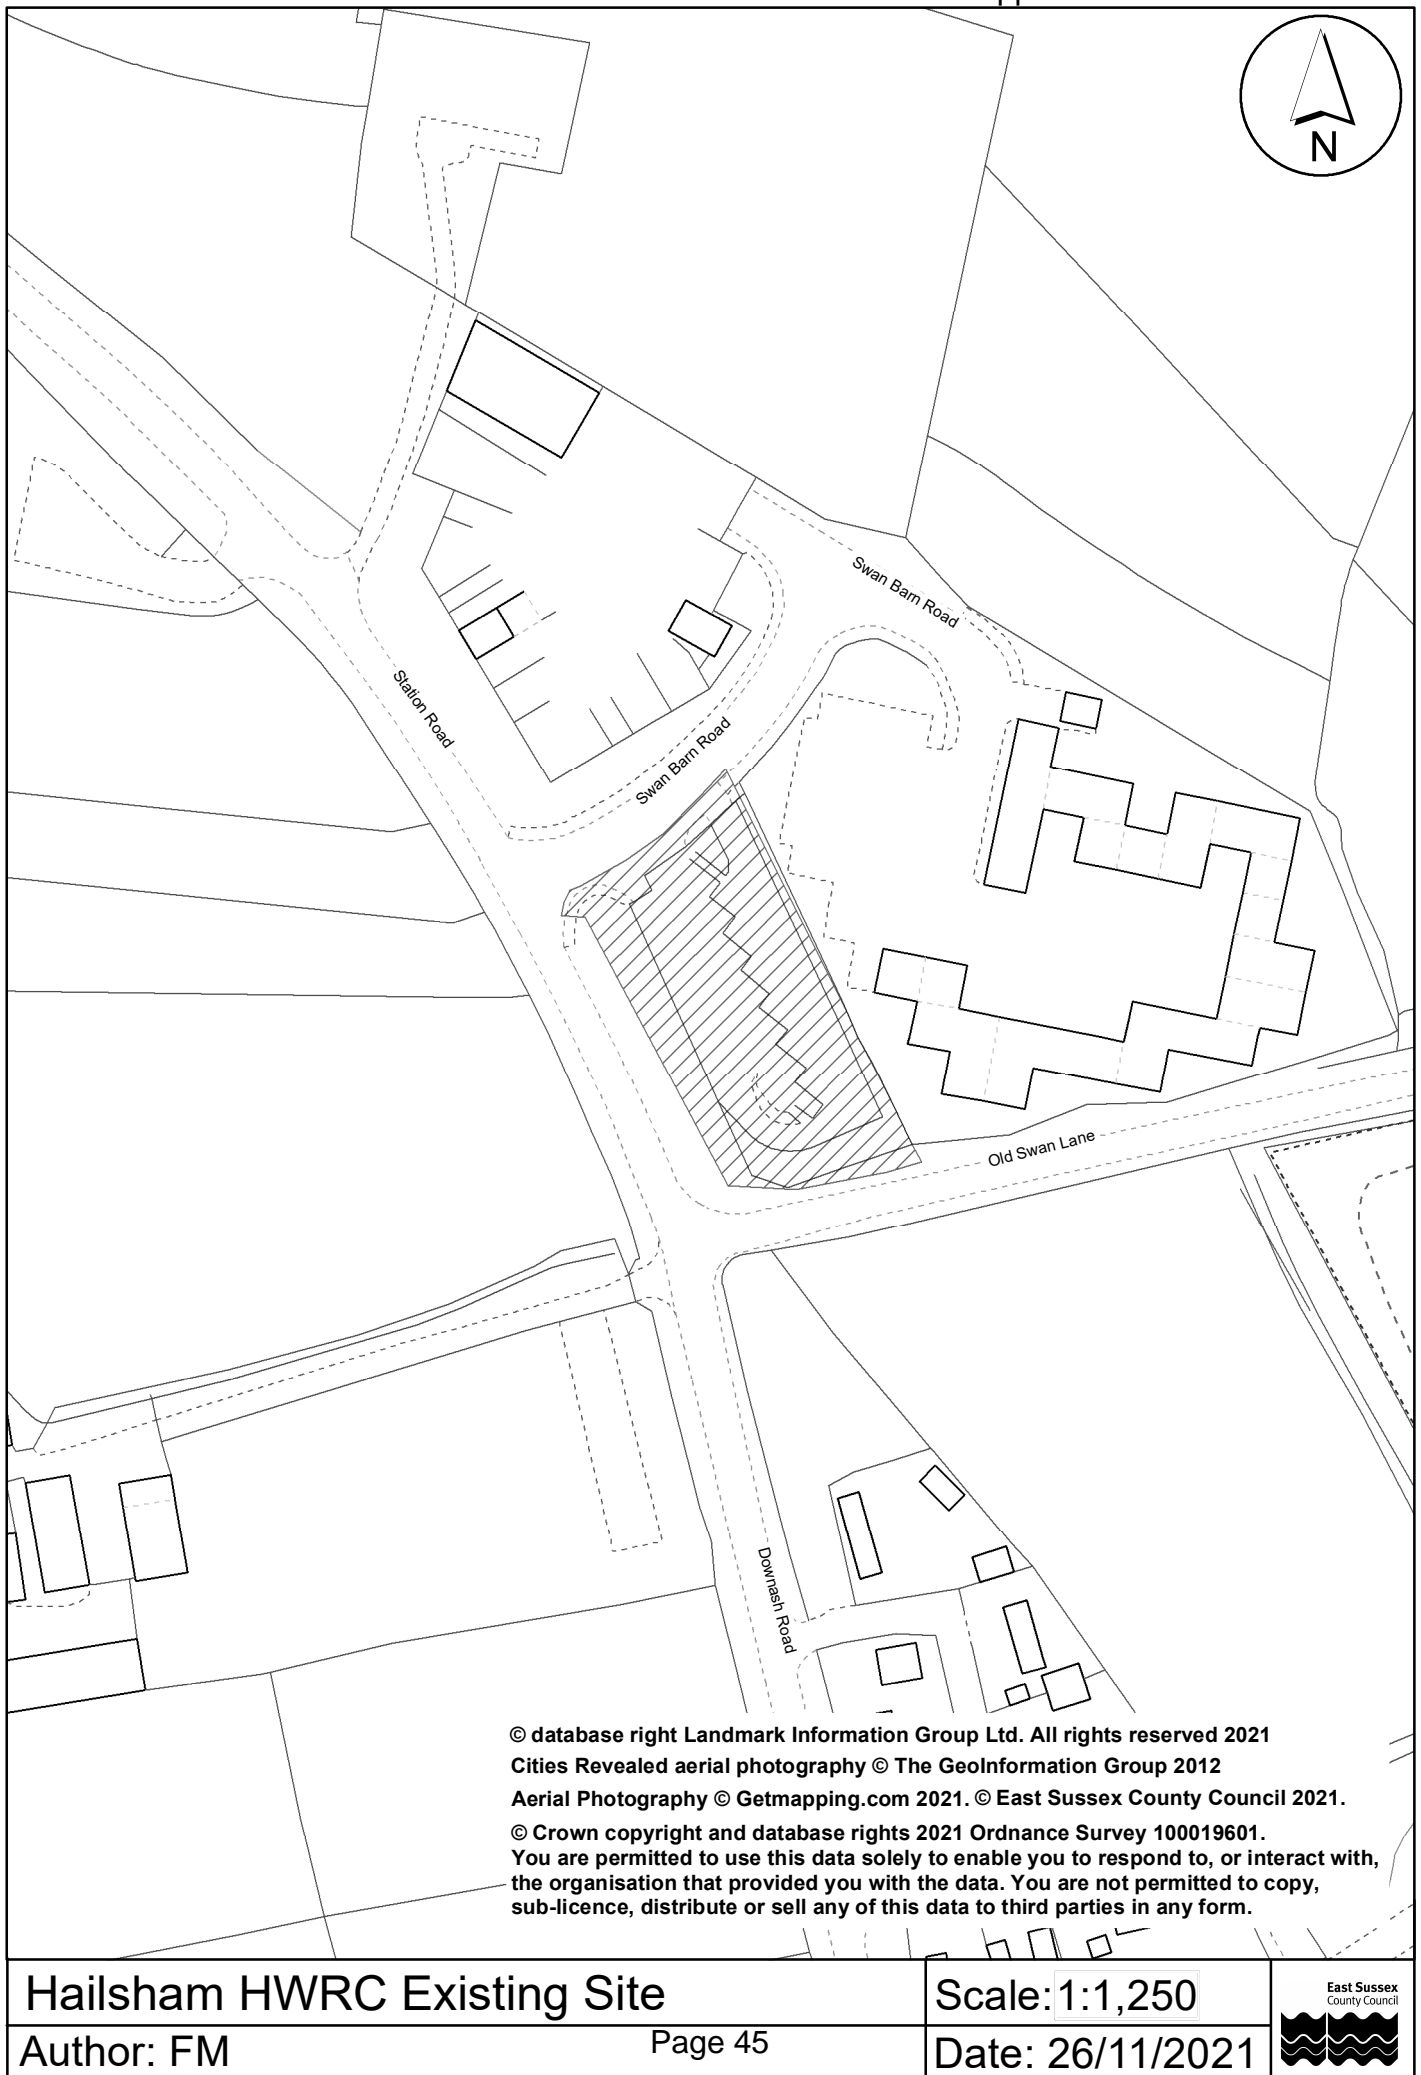 N
Swan Barn Road
Station Road
Swan Barn Road
Old Swan Lane
Downash Road
© database right Landmark Information Group Ltd. All rights reserved 2021
Cities Revealed aerial photography © The GeoInformation Group 2012
Aerial Photography © Getmapping.com 2021. © East Sussex County Council 2021.
© Crown copyright and database rights 2021 Ordnance Survey 100019601.
You are permitted to use this data solely to enable you to respond to, or interact with,
the organisation that provided you with the data. You are not permitted to copy,
sub-licence, distribute or sell any of this data to third parties in any form.
Hailsham HWRC Existing Site
Scale: 1:1,250
East Sussex
County Council
Author: FM
Page 45
Date: 26/11/2021